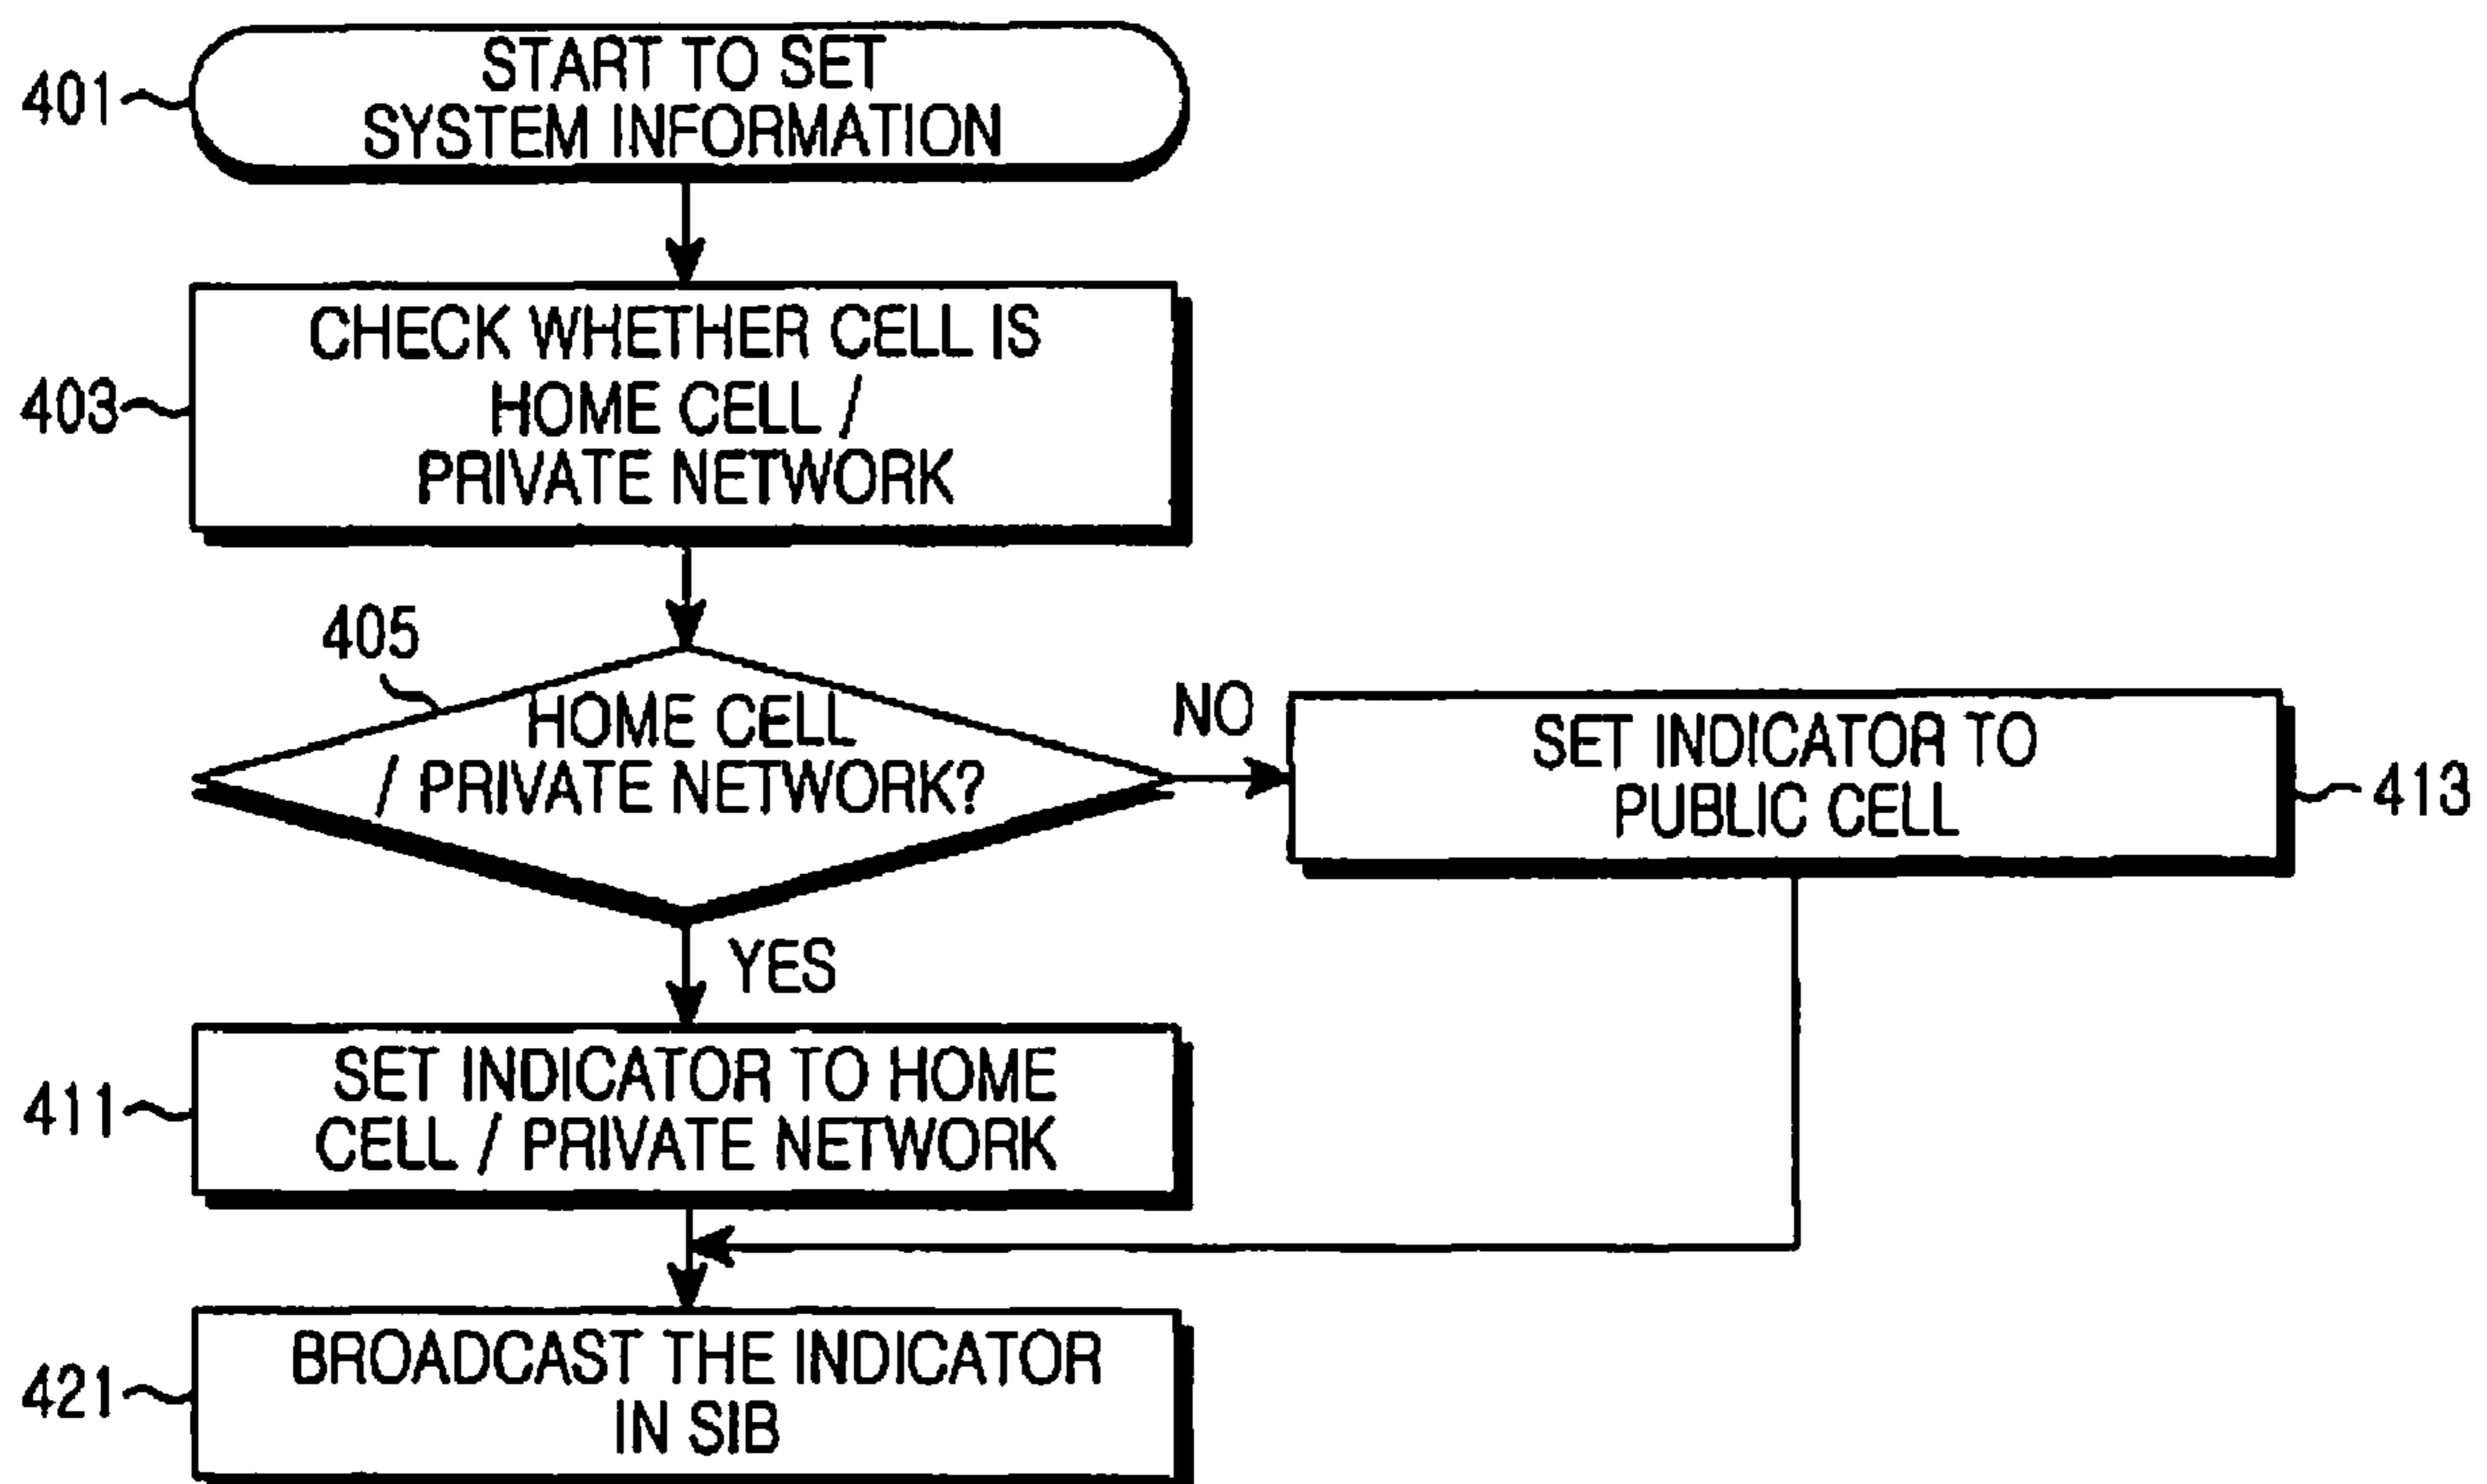 401
START TO SET
SYSTEM INFORMATION
403
CHECK WHETHER CELL IS
HOME CELL /
PRIVATE NETWORK
405
HOME CELL
/ PRIVATE NETWORK?
NO
SET INDICATOR TO
PUBLIC CELL
413
YES
411
SET INDICATOR TO HOME
CELL / PRIVATE NETWORK
421
BROADCAST THE INDICATOR
IN SIB